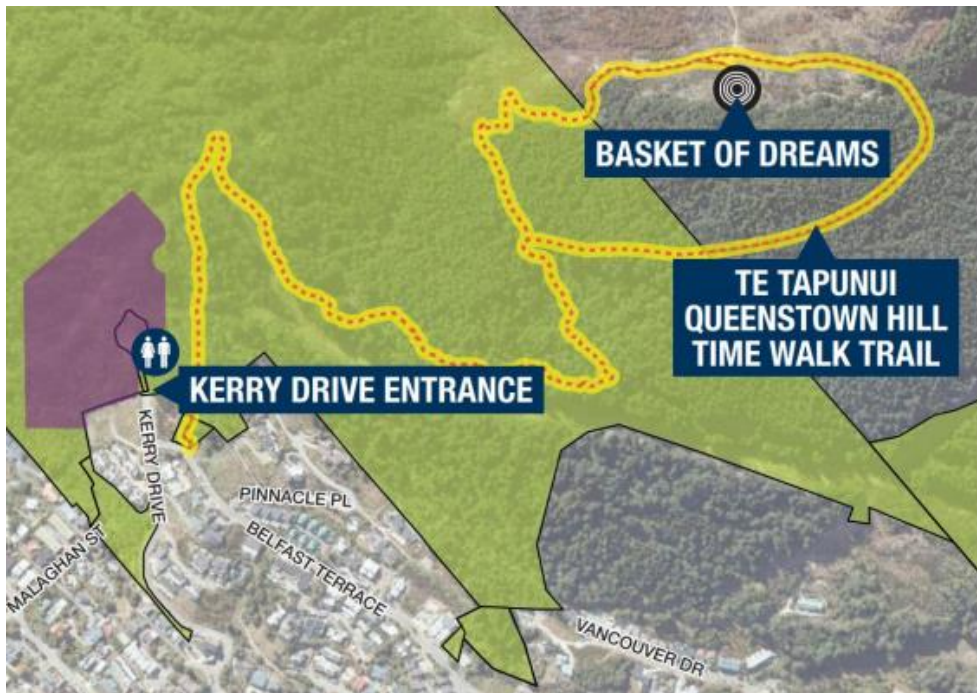 BASKET OF DREAMS
TE TAPUNUI
QUEENSTOWN HILL
TIME WALK TRAIL
KERRY DRIVE ENTRANCE
KERRY DRIVE
PINNACLE PL
MALAGHAN ST
BELFAST TERRACE
VANCOUVER DR